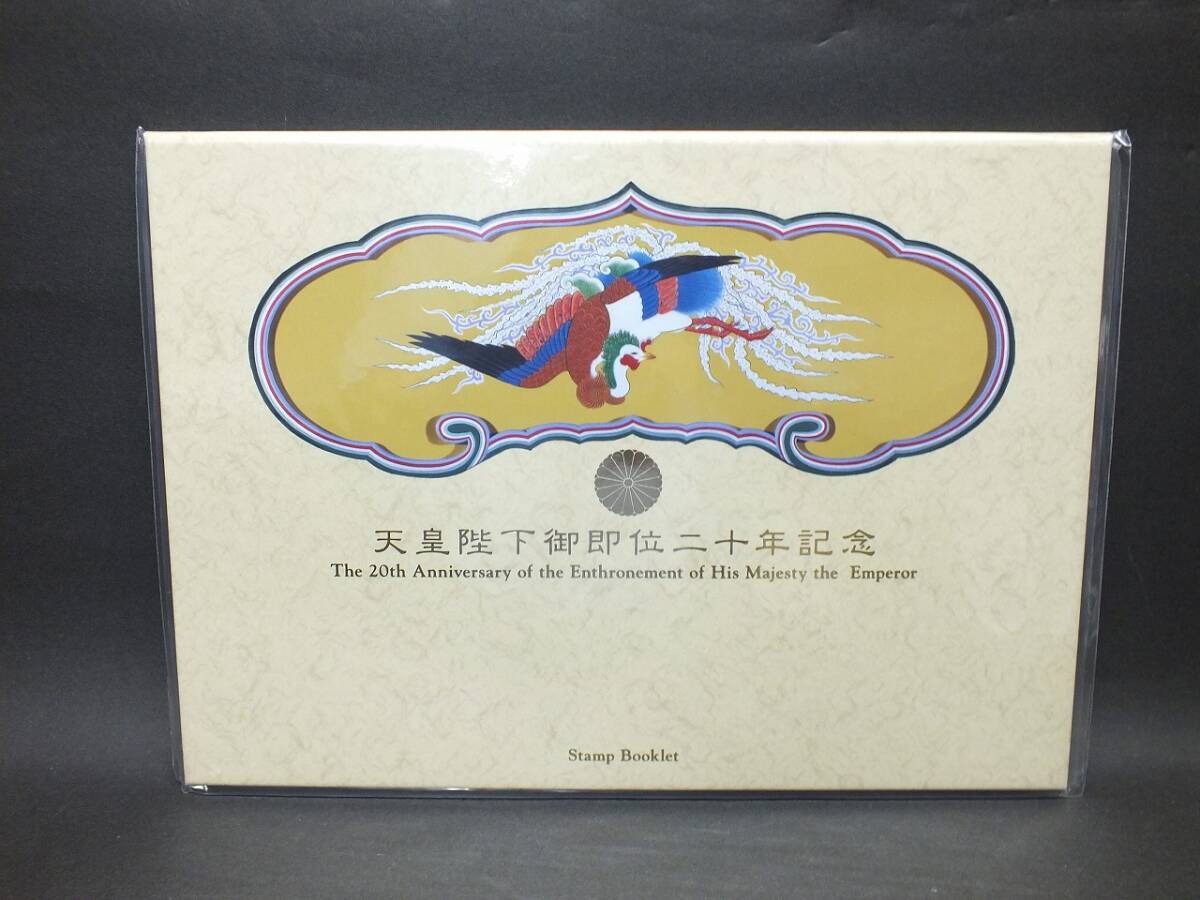 天皇陛下御即位二十年記念
The 20th Anniversary of the Enthronement of His Majesty the Emperor
Stamp Booklet